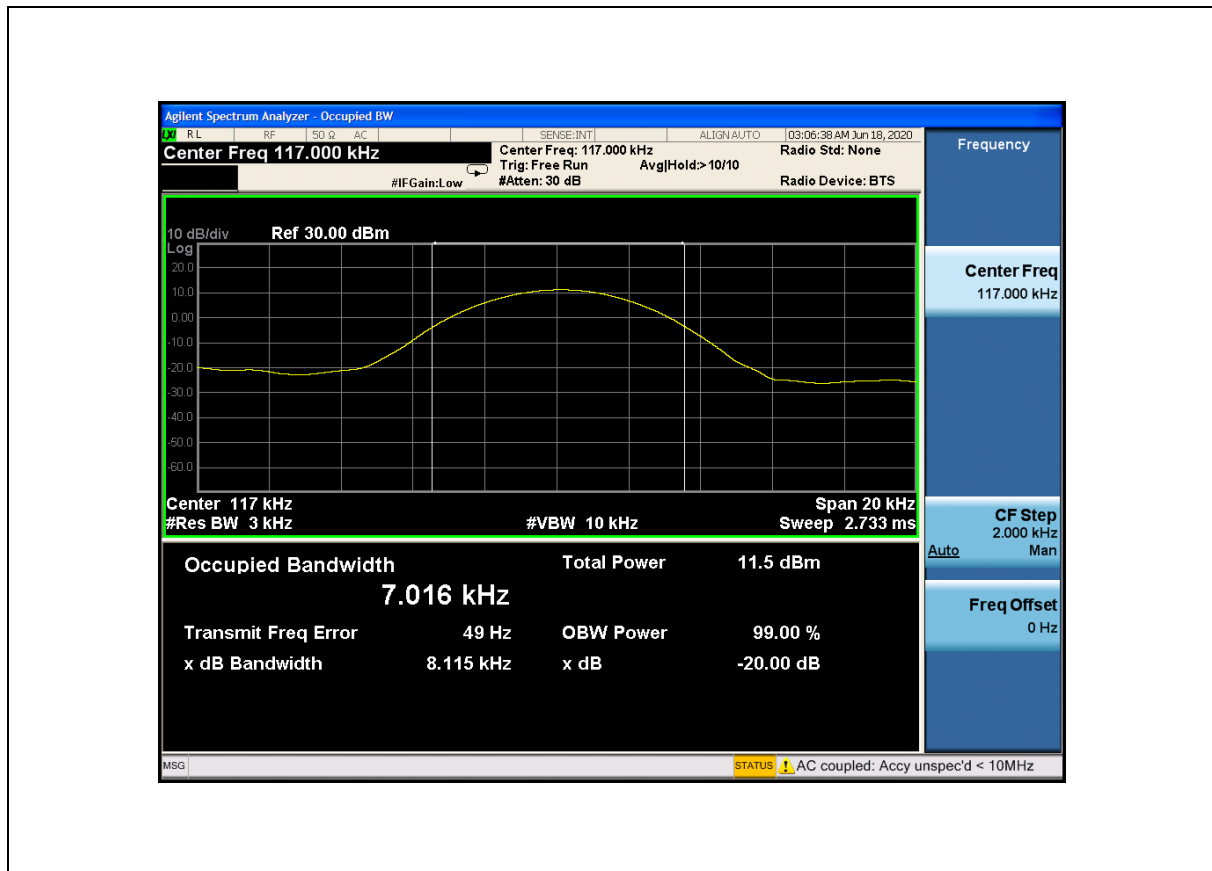 Agilent Spectrum Analyzer - Occupied BW
LXI RL RF 50 Ω AC SENSE:INT ALIGN AUTO 03:06:38 AM Jun 18, 2020
Center Freq 117.000 kHz
Center Freq: 117.000 kHz
Radio Std: None
Trig: Free Run Avg|Hold:> 10/10
#IFGain:Low
#Atten: 30 dB
Radio Device: BTS
10 dB/div Ref 30.00 dBm
Log
20.0
10.0
0.00
-10.0
-20.0
-30.0
-40.0
-50.0
-60.0
Center 117 kHz Span 20 kHz
#Res BW 3 kHz #VBW 10 kHz Sweep 2.733 ms
Occupied Bandwidth Total Power 11.5 dBm
7.016 kHz
Transmit Freq Error 49 Hz OBW Power 99.00 %
x dB Bandwidth 8.115 kHz x dB -20.00 dB
Frequency
Center Freq
117.000 kHz
CF Step
2.000 kHz
Auto Man
Freq Offset
0 Hz
MSG STATUS AC coupled: Accy unspec'd < 10MHz